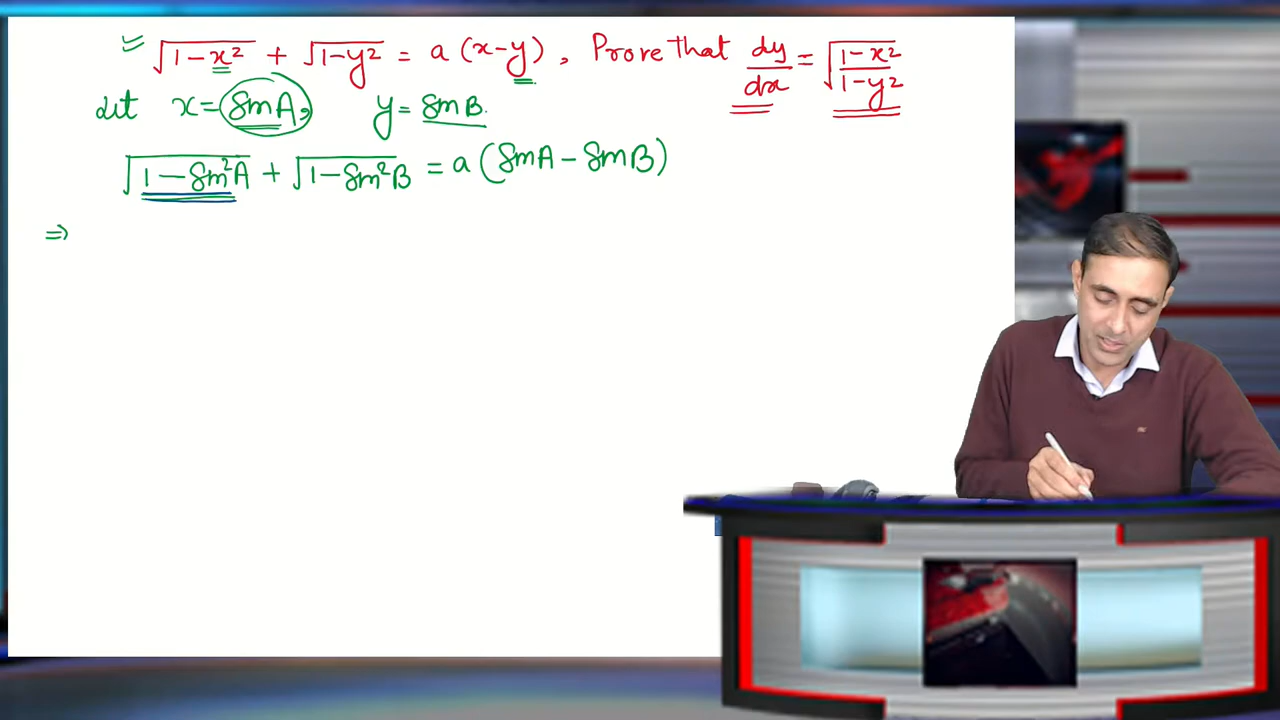 √(1-x²) + √(1-y²) = a (x-y), Prove that dy/dx = √((1-x²)/(1-y²))
Let x = SinA, y = SinB.
√(1 - Sin²A) + √(1 - Sin²B) = a (SinA - SinB)
⇒